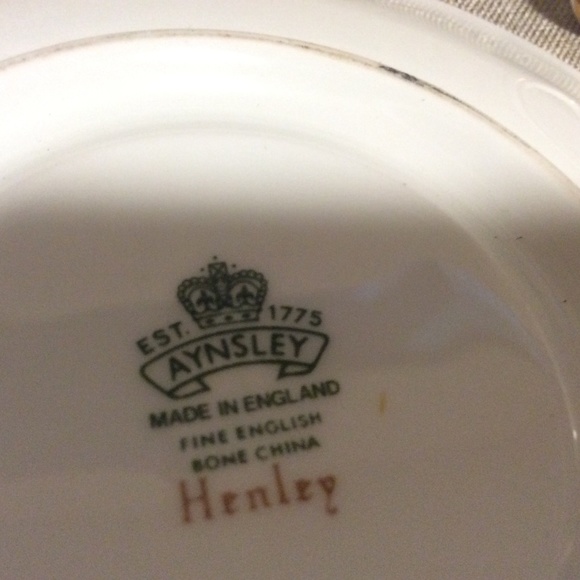 EST. 1775
AYNSLEY
MADE IN ENGLAND
FINE ENGLISH
BONE CHINA
Henley